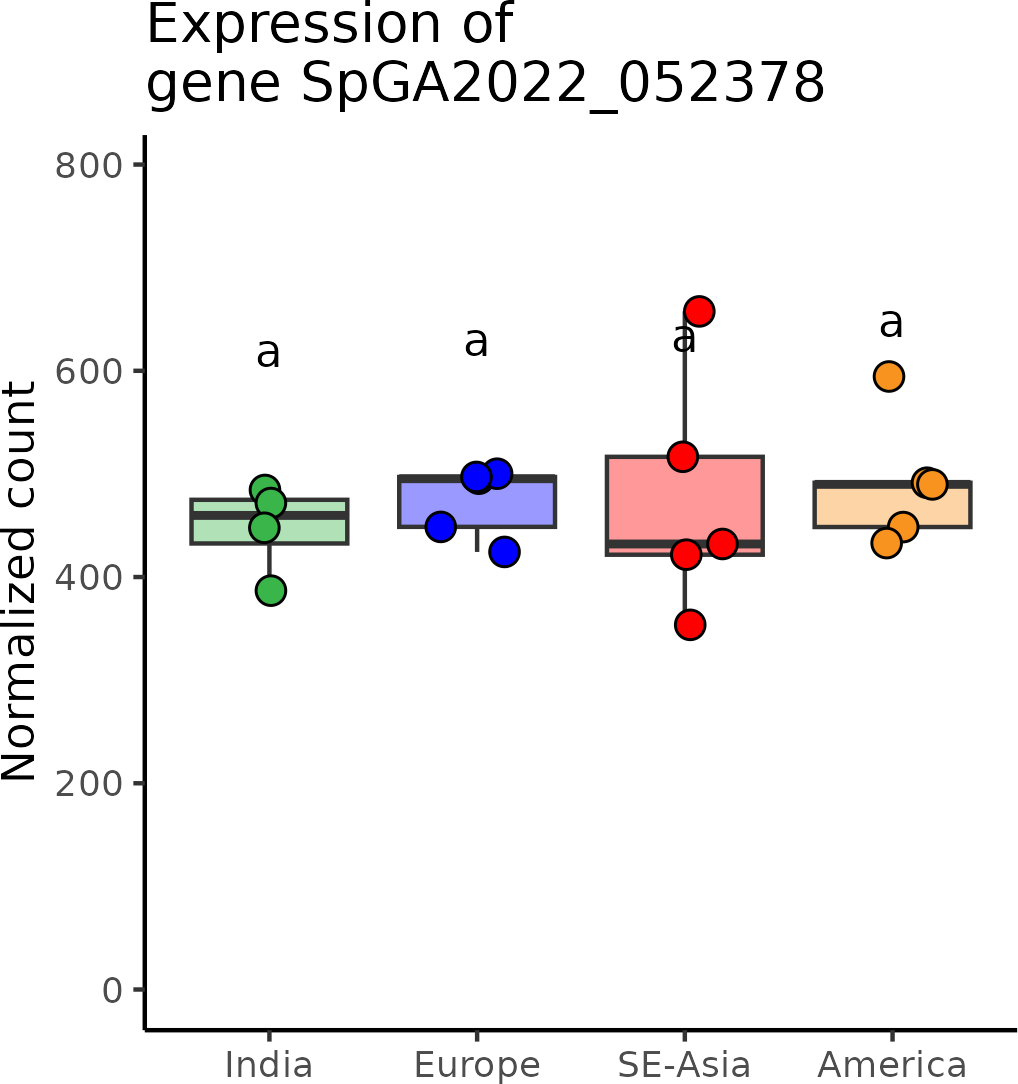 Expression of
gene SpGA2022_052378
Normalized count
800
600
400
200
0
a
a
a
a
India
Europe
SE-Asia
America